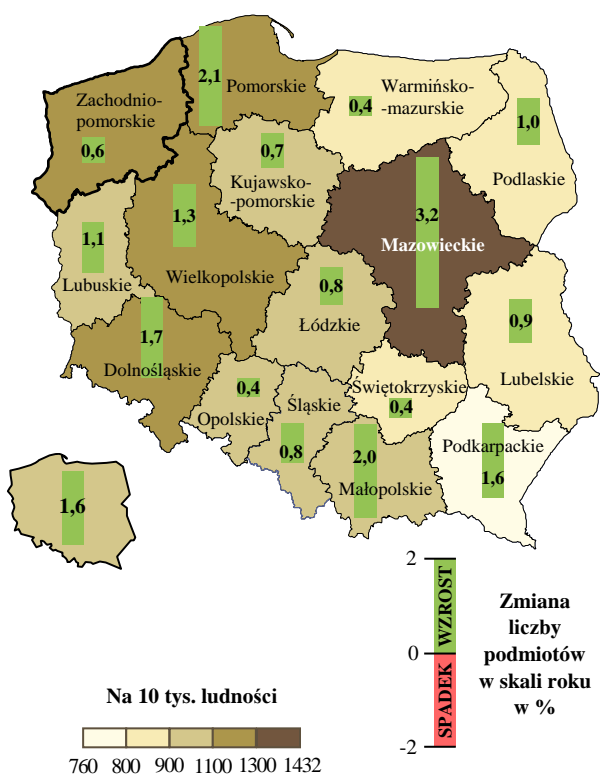 2,1
Pomorskie
Warmińsko-
-mazurskie
0,4
Zachodnio-
pomorskie
0,6
1,0
Podlaskie
0,7
Kujawsko-
-pomorskie
3,2
Mazowieckie
1,3
Wielkopolskie
1,1
Lubuskie
0,8
Łódzkie
0,9
Lubelskie
1,7
Dolnośląskie
0,4
Opolskie
Śląskie
0,8
Świętokrzyskie
0,4
2,0
Małopolskie
Podkarpackie
1,6
1,6
2
0
-2
WZROST
SPADEK
Zmiana
liczby
podmiotów
w skali roku
w %
Na 10 tys. ludności
760 800 900 1100 1300 1432